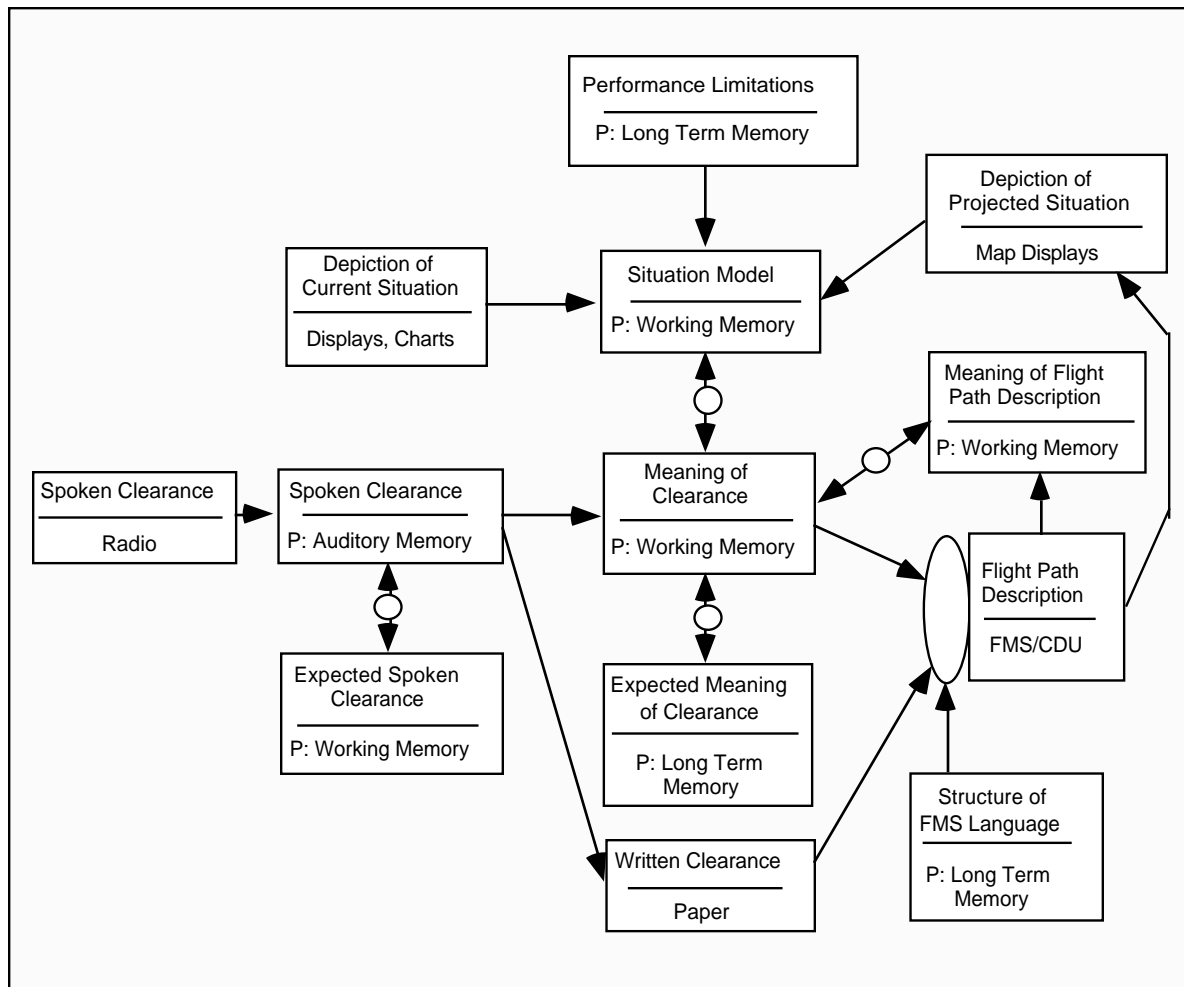 Performance Limitations
P: Long Term Memory
Depiction of
Projected Situation
Map Displays
Depiction of
Current Situation
Displays, Charts
Situation Model
P: Working Memory
Meaning of Flight
Path Description
P: Working Memory
Spoken Clearance
Radio
Spoken Clearance
P: Auditory Memory
Meaning of
Clearance
P: Working Memory
Flight Path
Description
FMS/CDU
Expected Spoken
Clearance
P: Working Memory
Expected Meaning
of Clearance
P: Long Term
Memory
Structure of
FMS Language
P: Long Term
Memory
Written Clearance
Paper